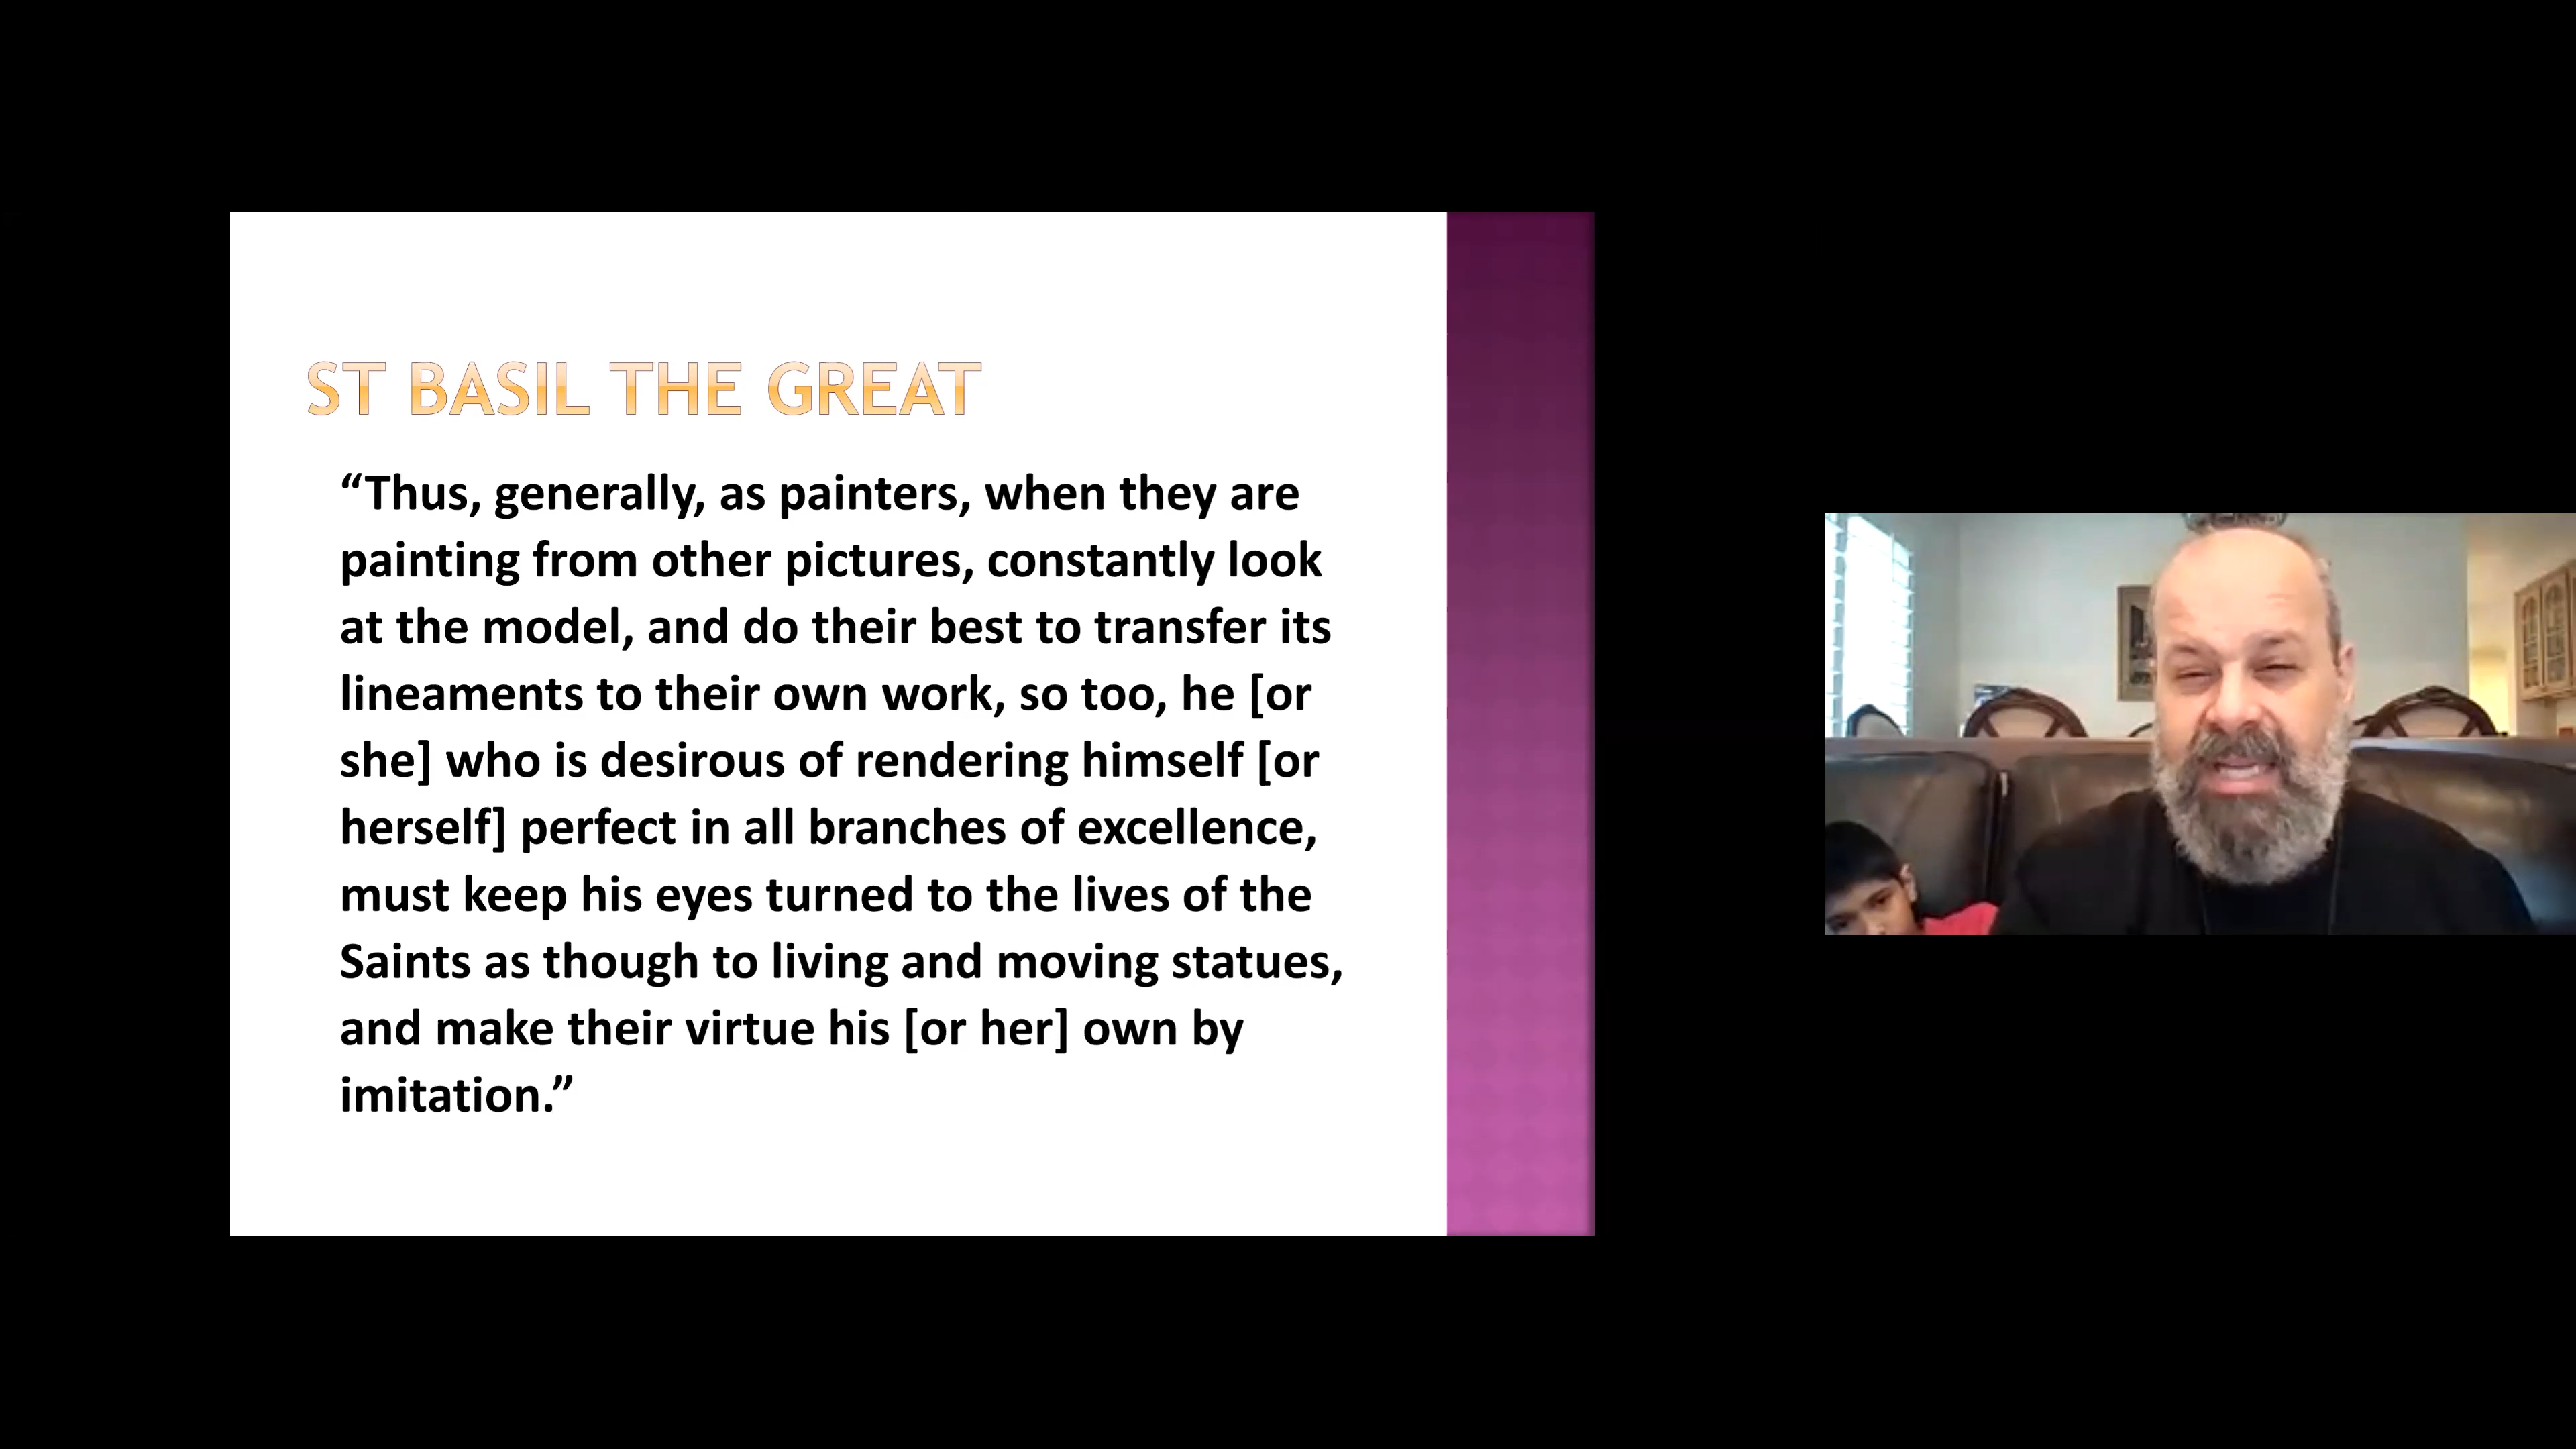 ST BASIL THE GREAT
“Thus, generally, as painters, when they are
painting from other pictures, constantly look
at the model, and do their best to transfer its
lineaments to their own work, so too, he [or
she] who is desirous of rendering himself [or
herself] perfect in all branches of excellence,
must keep his eyes turned to the lives of the
Saints as though to living and moving statues,
and make their virtue his [or her] own by
imitation.”